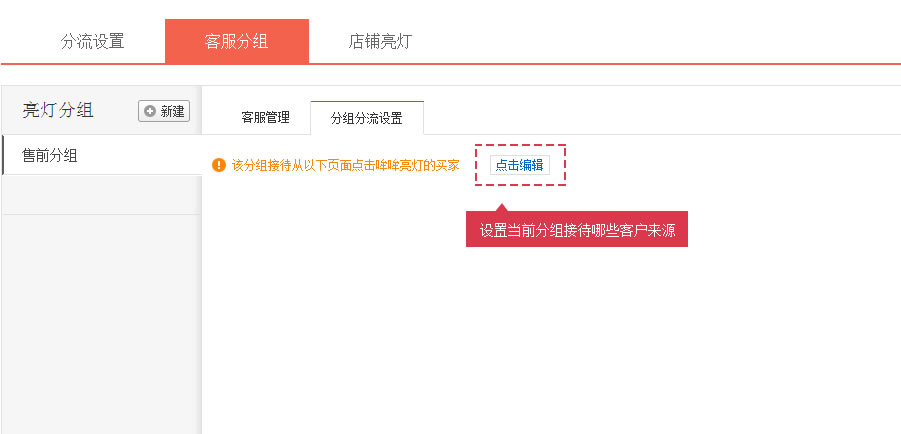 分流设置 客服分组 店铺亮灯
亮灯分组 新建
客服管理 分组分流设置
售前分组
该分组接待从以下页面点击哞哞亮灯的买家 点击编辑
设置当前分组接待哪些客户来源